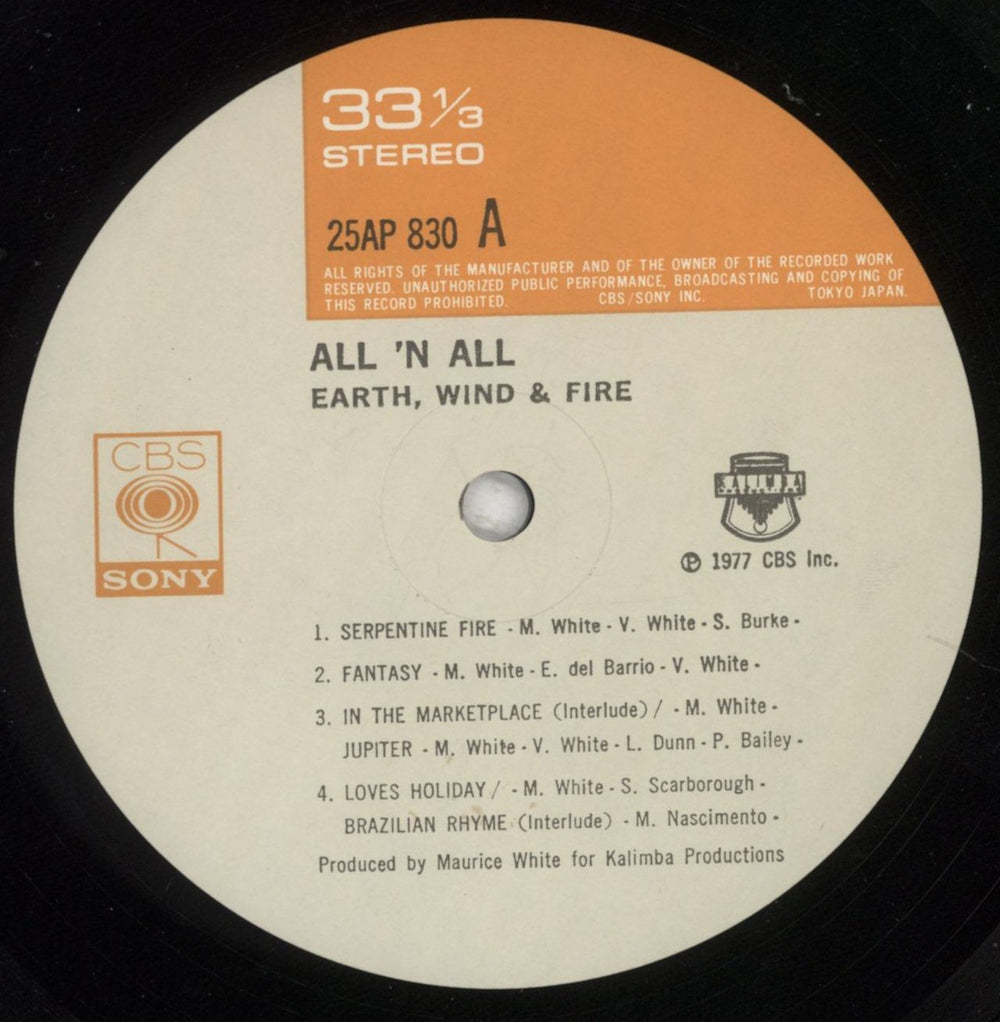 33 1/3
STEREO
25AP 830 A
ALL RIGHTS OF THE MANUFACTURER AND OF THE OWNER OF THE RECORDED WORK
RESERVED. UNAUTHORIZED PUBLIC PERFORMANCE, BROADCASTING AND COPYING OF
THIS RECORD PROHIBITED. CBS/SONY INC. TOKYO JAPAN.
ALL 'N ALL
EARTH, WIND & FIRE
CBS
SONY
KALIMBA
PRODUCTIONS
Ⓟ 1977 CBS Inc.
1. SERPENTINE FIRE - M. White - V. White - S. Burke -
2. FANTASY - M. White - E. del Barrio - V. White -
3. IN THE MARKETPLACE (Interlude) / - M. White -
JUPITER - M. White - V. White - L. Dunn - P. Bailey -
4. LOVES HOLIDAY / - M. White - S. Scarborough -
BRAZILIAN RHYME (Interlude) - M. Nascimento -
Produced by Maurice White for Kalimba Productions